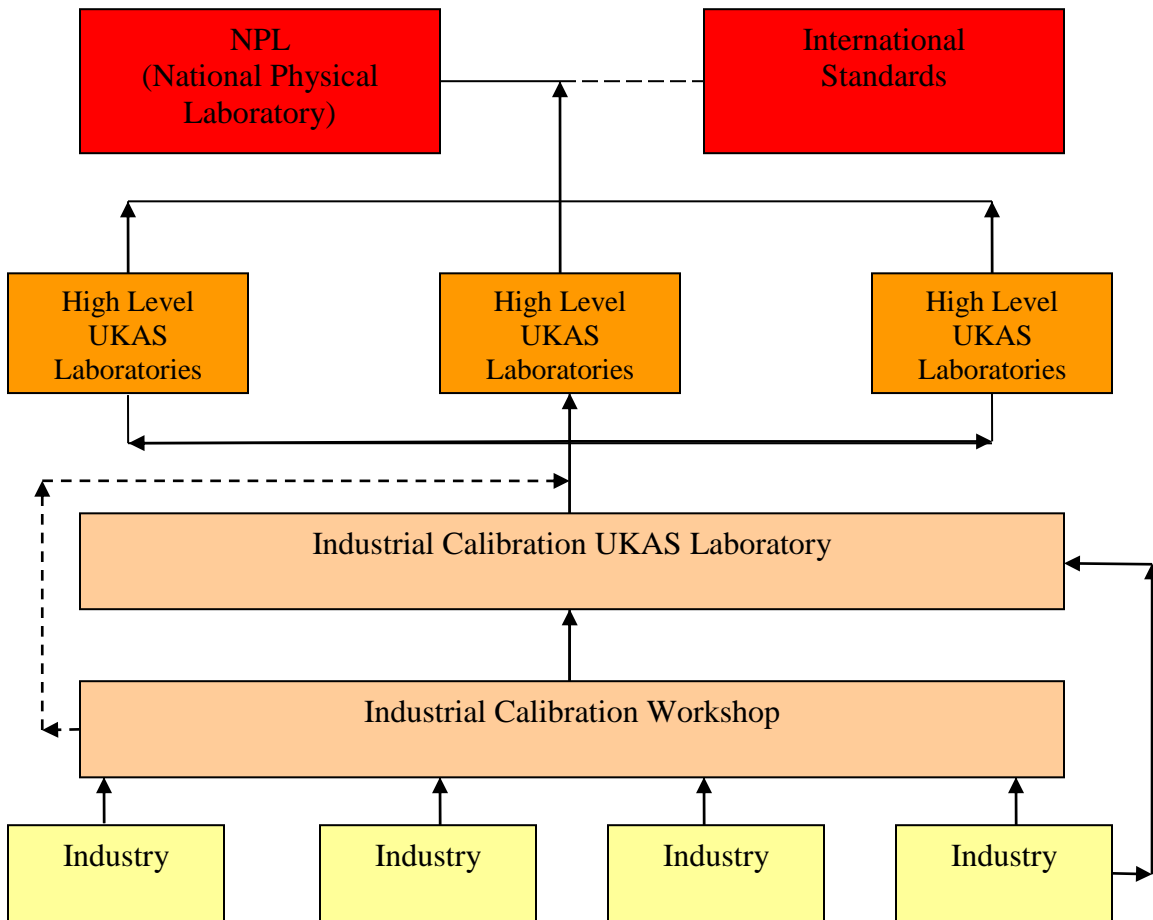 NPL
(National Physical
Laboratory)
International
Standards
High Level
UKAS
Laboratories
High Level
UKAS
Laboratories
High Level
UKAS
Laboratories
Industrial Calibration UKAS Laboratory
Industrial Calibration Workshop
Industry
Industry
Industry
Industry